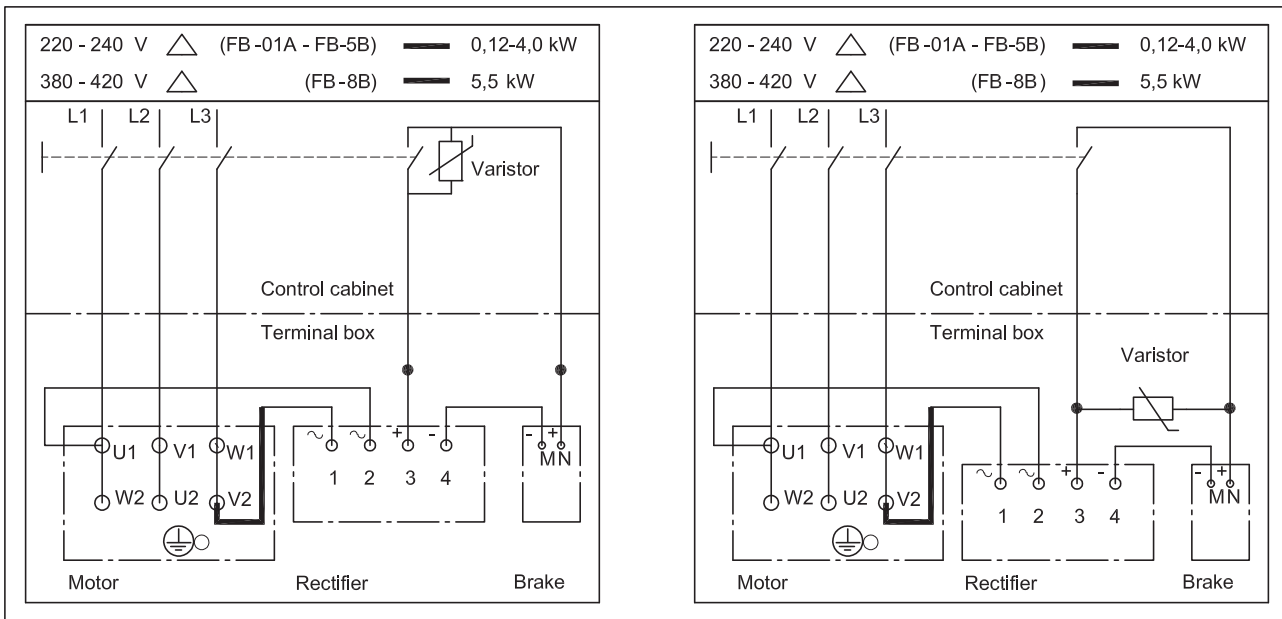 220 - 240 V △ (FB-01A - FB-5B) 0,12-4,0 kW
380 - 420 V △ (FB-8B) 5,5 kW
L1 L2 L3
Varistor
Control cabinet
Terminal box
U1 V1 W1 ~ ~ + - - +
MN
1 2 3 4
W2 U2 V2
Motor Rectifier Brake
220 - 240 V △ (FB-01A - FB-5B) 0,12-4,0 kW
380 - 420 V △ (FB-8B) 5,5 kW
L1 L2 L3
Control cabinet
Terminal box
Varistor
U1 V1 W1
~ ~ + - - +
W2 U2 V2 MN
1 2 3 4
Motor Rectifier Brake